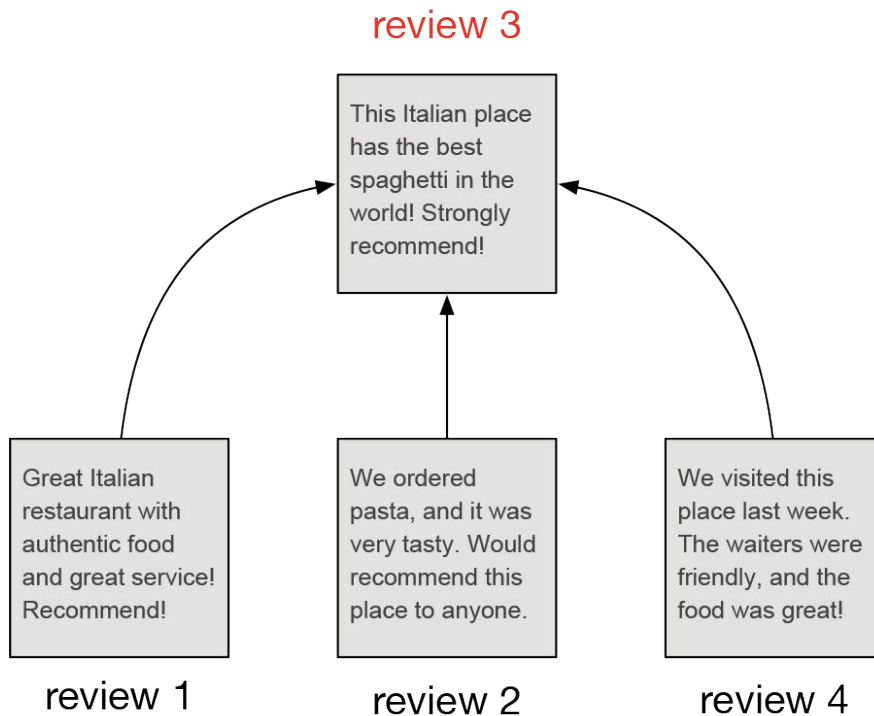 review 3
This Italian place
has the best
spaghetti in the
world! Strongly
recommend!
Great Italian
restaurant with
authentic food
and great service!
Recommend!
review 1
We ordered
pasta, and it was
very tasty. Would
recommend this
place to anyone.
review 2
We visited this
place last week.
The waiters were
friendly, and the
food was great!
review 4